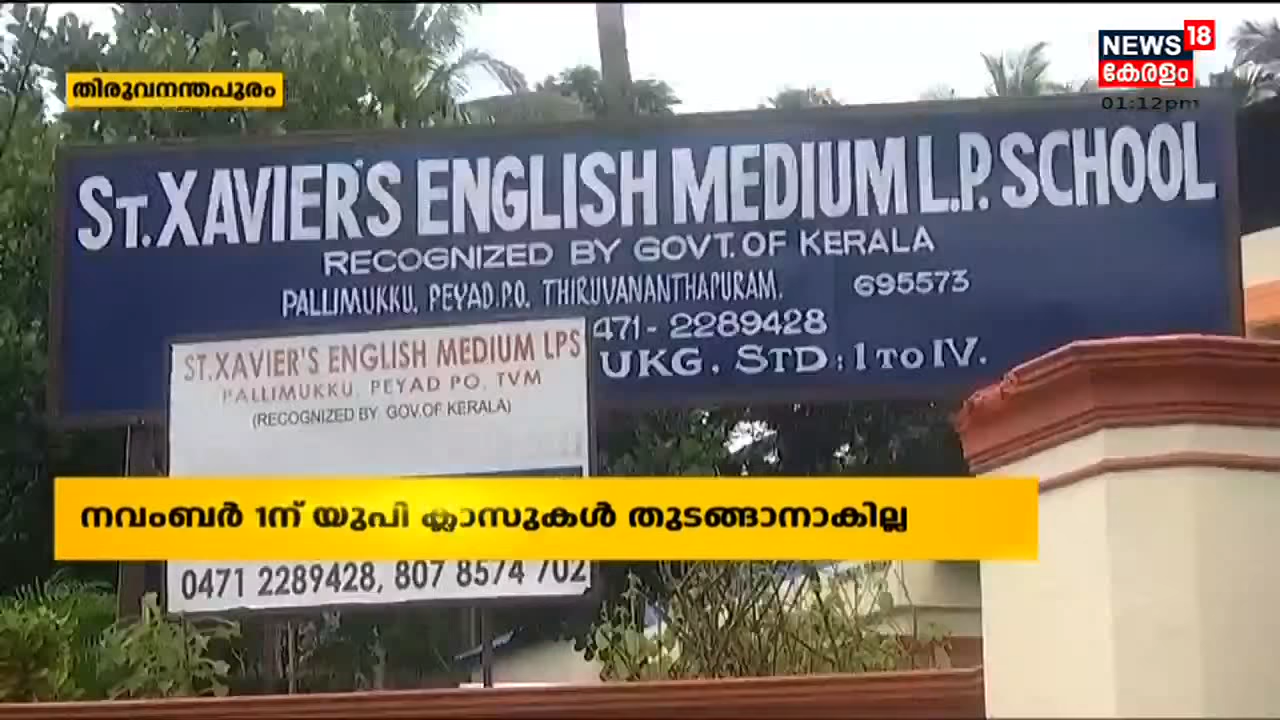 NEWS 18
കേരളം
01:12pm
തിരുവനന്തപുരം
ST. XAVIER'S ENGLISH MEDIUM L.P. SCHOOL
RECOGNIZED BY GOVT. OF KERALA
PALLIMUKKU, PEYAD.P.O, THIRUVANANTHAPURAM, 695573
471-2289428
UKG, STD: I TO IV.
ST.XAVIER'S ENGLISH MEDIUM LPS
PALLIMUKKU, PEYAD PO, TVM
(RECOGNIZED BY GOV.OF KERALA)
നവംബർ 1ന് യുപി ക്ലാസുകൾ തുടങ്ങാനാകില്ല
0471 2289428, 807 8574 702